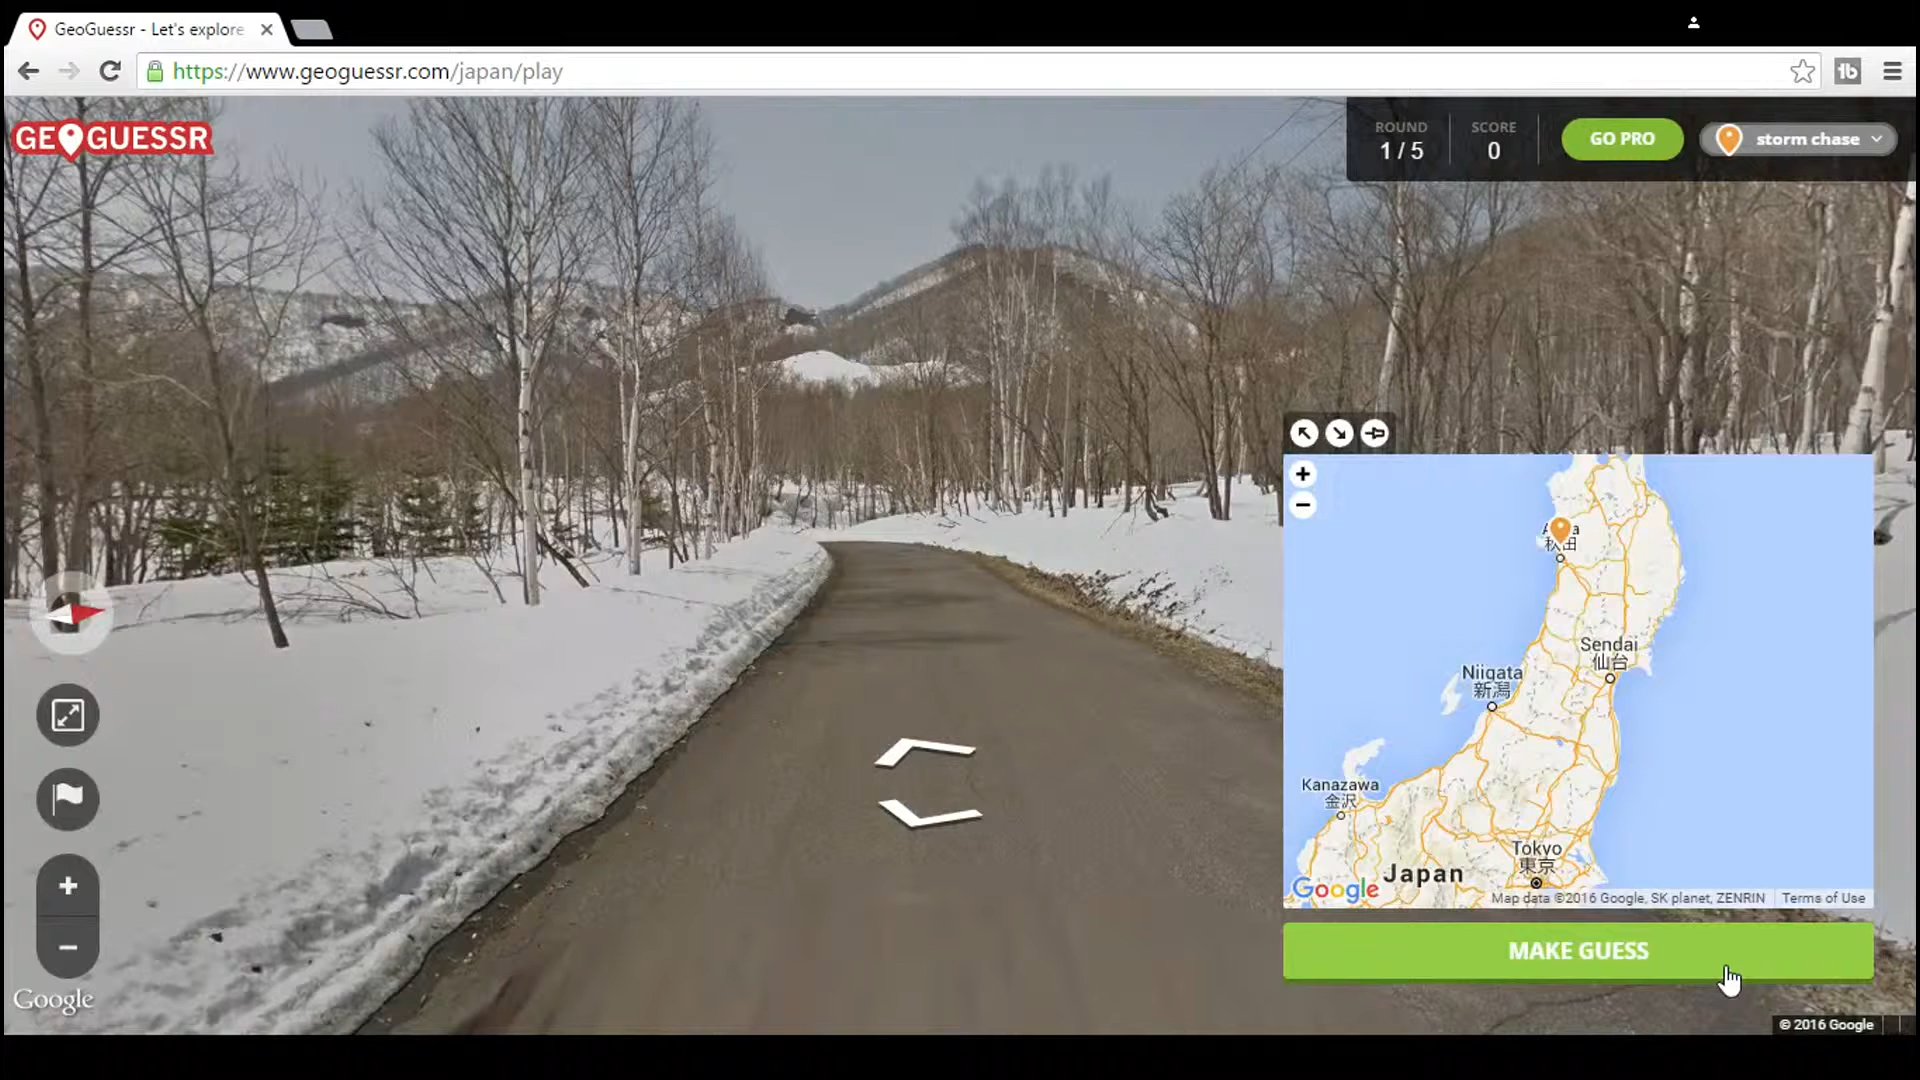 GeoGuessr - Let's explore
https://www.geoguessr.com/japan/play
GEOGUESSR
ROUND
1 / 5
SCORE
0
GO PRO
storm chase
秋田
Sendai
仙台
Niigata
新潟
Kanazawa
金沢
Tokyo
東京
Japan
Google
Map data ©2016 Google, SK planet, ZENRIN
Terms of Use
MAKE GUESS
Google
© 2016 Google